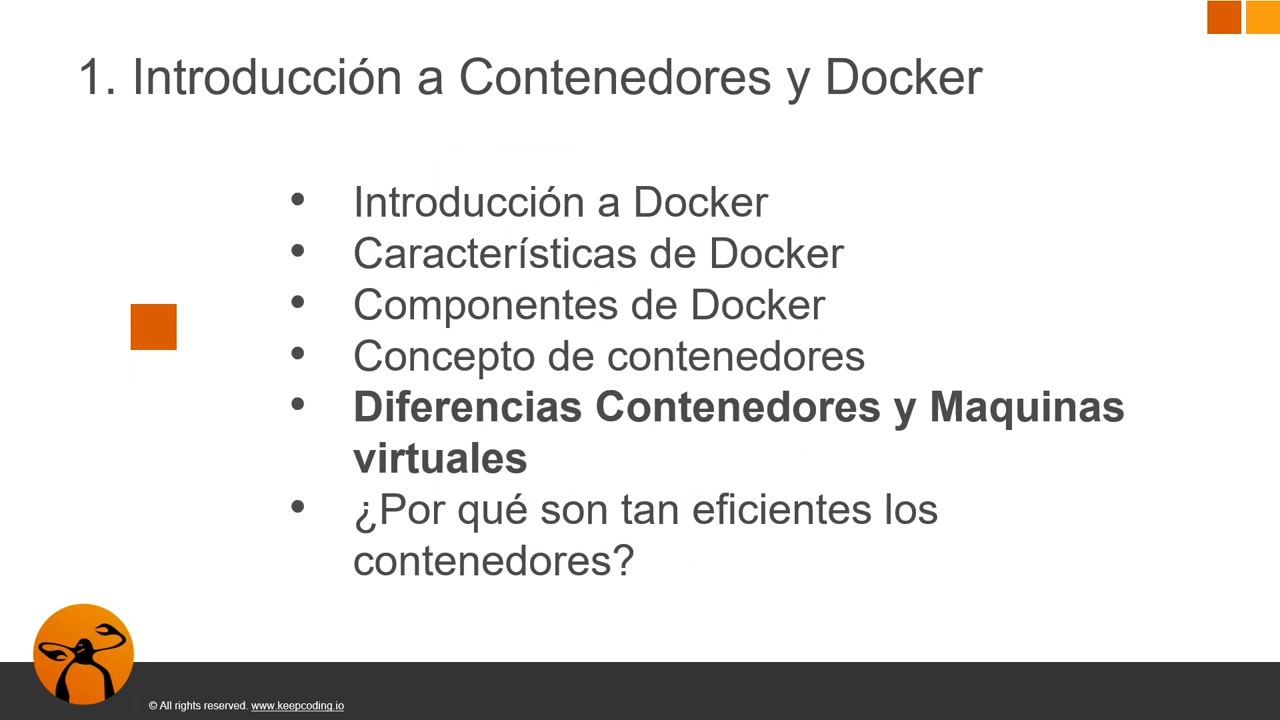 1. Introducción a Contenedores y Docker
• Introducción a Docker
• Características de Docker
• Componentes de Docker
• Concepto de contenedores
• Diferencias Contenedores y Maquinas
virtuales
• ¿Por qué son tan eficientes los
contenedores?
© All rights reserved. www.keepcoding.io